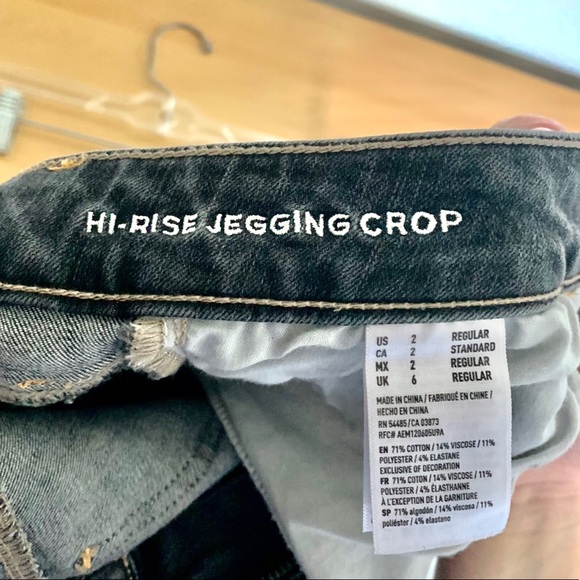 HI-RISE JEGGING CROP
US 2 REGULAR
CA 2 STANDARD
MX 2 REGULAR
UK 6 REGULAR
MADE IN CHINA / FABRIQUÉ EN CHINE /
HECHO EN CHINA
RN 54485/CA 03873
RFC# AEM120605U9A
EN 71% COTTON / 14% VISCOSE / 11%
POLYESTER / 4% ELASTANE
EXCLUSIVE OF DECORATION
FR 71% COTON / 14% VISCOSE / 11%
POLYESTER / 4% ÉLASTHANNE
À L'EXCEPTION DE LA GARNITURE
SP 71% algodón / 14% viscosa / 11%
poliéster / 4% elastano